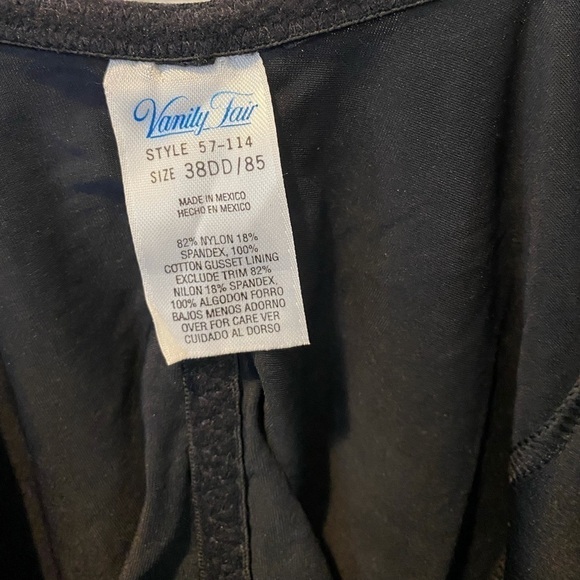 Vanity Fair
STYLE 57-114
SIZE 38DD/85
MADE IN MEXICO
HECHO EN MEXICO
82% NYLON 18%
SPANDEX, 100%
COTTON GUSSET LINING
EXCLUDE TRIM 82%
NILON 18% SPANDEX,
100% ALGODON FORRO
BAJOS MENOS ADORNO
OVER FOR CARE VER
CUIDADO AL DORSO